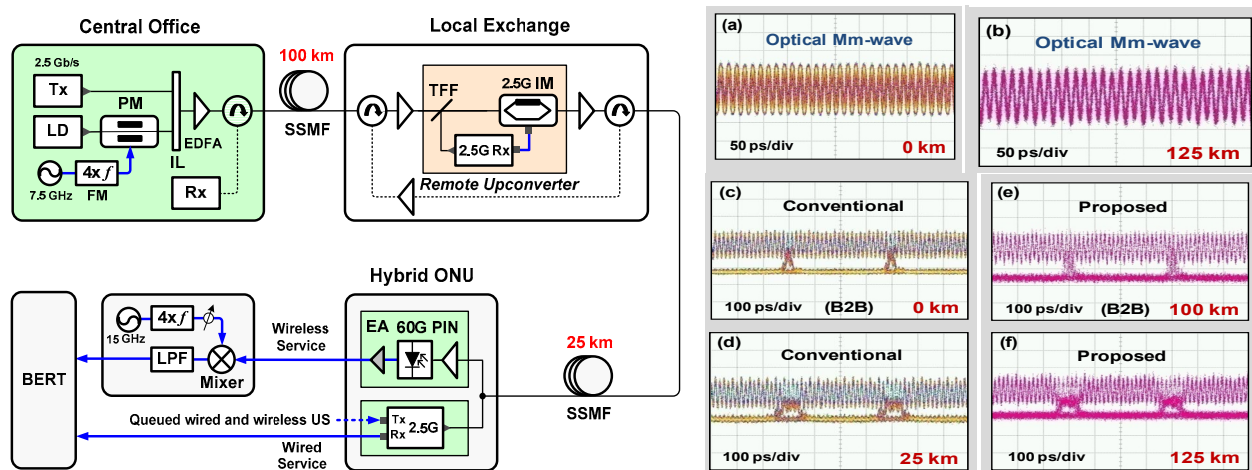 Central Office
2.5 Gb/s
Tx
PM
LD
IL
EDFA
4x f
FM
7.5 GHz
Rx
100 km
SSMF
Local Exchange
TFF
2.5G IM
2.5G Rx
Remote Upconverter
Hybrid ONU
EA 60G PIN
Wireless
Service
15 GHz
4x f
LPF
Mixer
BERT
Queued wired and wireless US
Tx
Rx
2.5G
Wired
Service
25 km
SSMF
(a)
Optical Mm-wave
50 ps/div
0 km
(b)
Optical Mm-wave
50 ps/div
125 km
(c)
Conventional
100 ps/div
(B2B)
0 km
(e)
Proposed
100 ps/div
(B2B)
100 km
(d)
Conventional
100 ps/div
25 km
(f)
Proposed
100 ps/div
125 km